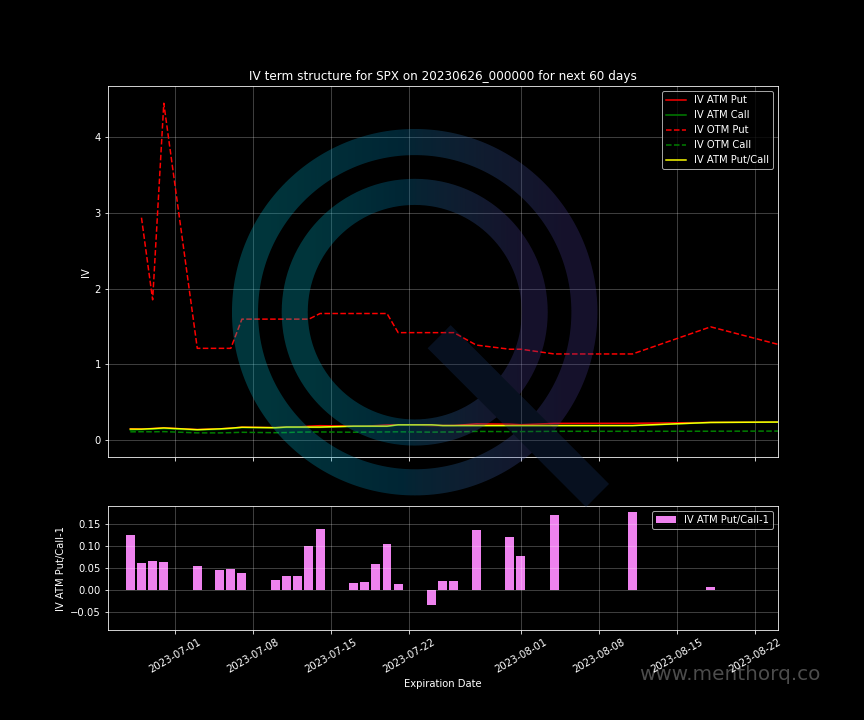 IV term structure for SPX on 20230626_000000 for next 60 days
IV ATM Put
IV ATM Call
IV OTM Put
IV OTM Call
IV ATM Put/Call
4
3
2
1
0
IV
IV ATM Put/Call-1
0.15
0.10
0.05
0.00
−0.05
IV ATM Put/Call-1
2023-07-01
2023-07-08
2023-07-15
2023-07-22
2023-08-01
2023-08-08
2023-08-15
2023-08-22
Expiration Date
www.menthorq.co